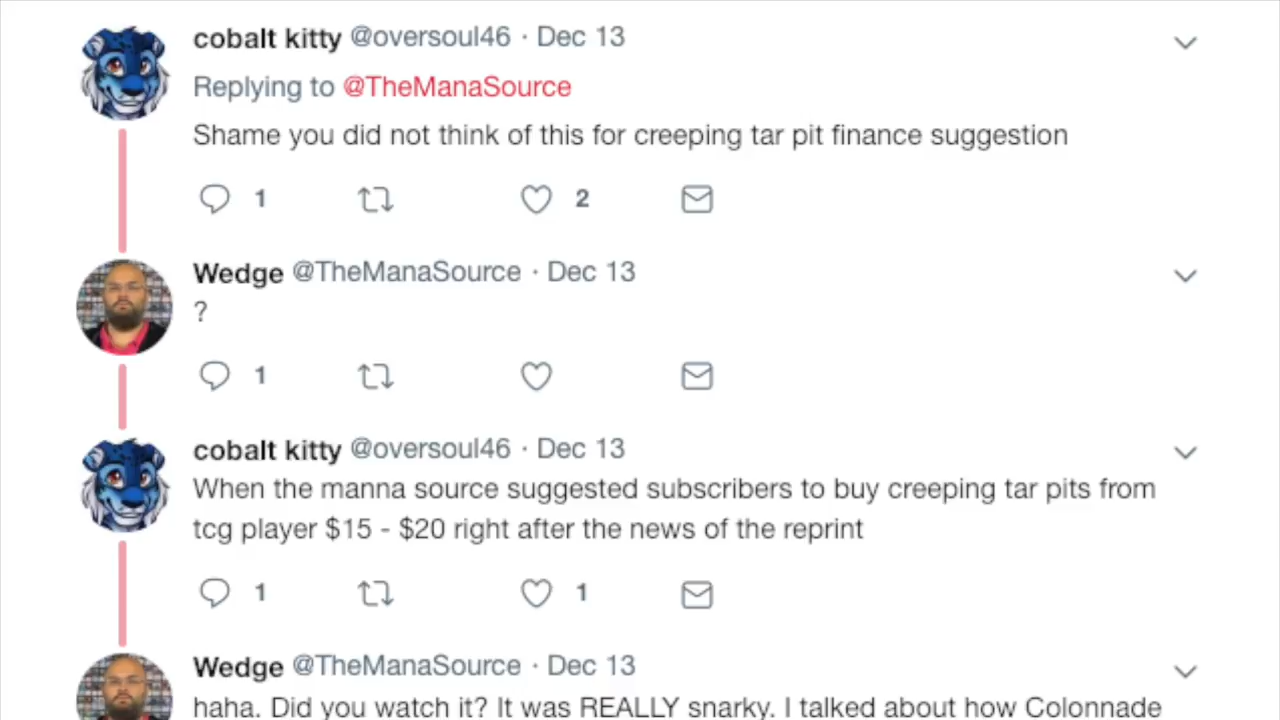 cobalt kitty @oversoul46 · Dec 13
Replying to @TheManaSource
Shame you did not think of this for creeping tar pit finance suggestion
1 2
Wedge @TheManaSource · Dec 13
?
1
cobalt kitty @oversoul46 · Dec 13
When the manna source suggested subscribers to buy creeping tar pits from
tcg player $15 - $20 right after the news of the reprint
1 1
Wedge @TheManaSource · Dec 13
haha. Did you watch it? It was REALLY snarky. I talked about how Colonnade